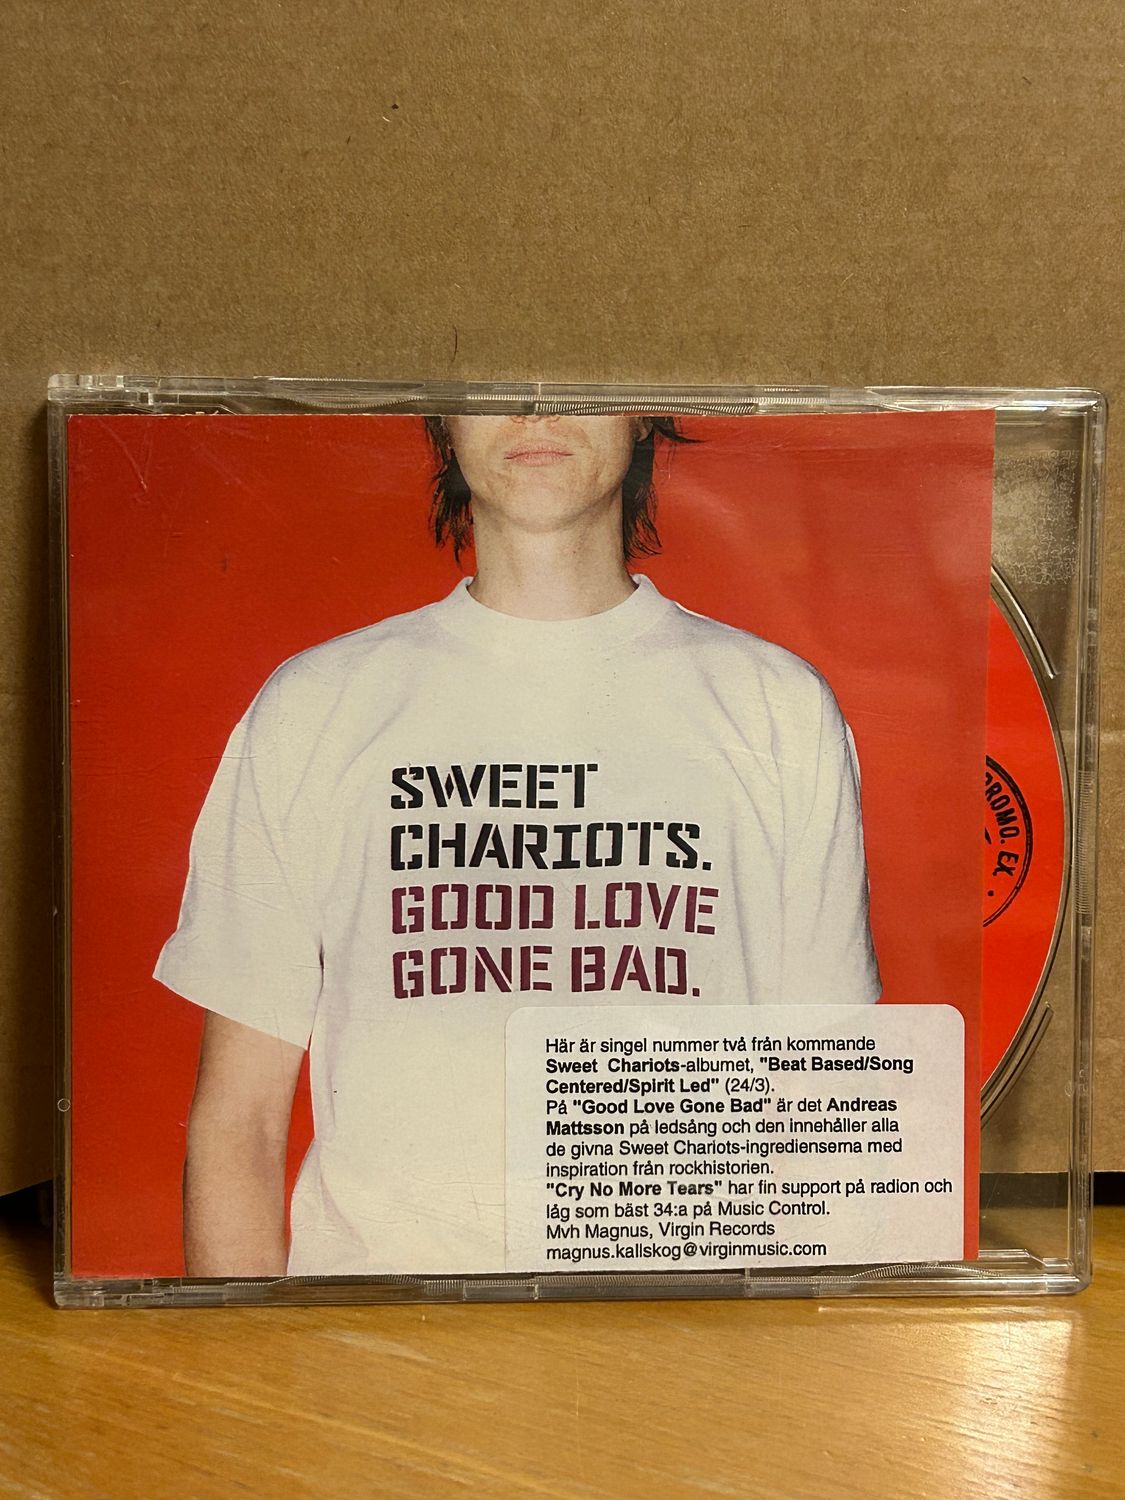 SWEET
CHARIOTS.
GOOD LOVE
GONE BAD.
PROMO. EX.
Här är singel nummer två från kommande
Sweet Chariots-albumet, "Beat Based/Song
Centered/Spirit Led" (24/3).
På "Good Love Gone Bad" är det Andreas
Mattsson på ledsång och den innehåller alla
de givna Sweet Chariots-ingredienserna med
inspiration från rockhistorien.
"Cry No More Tears" har fin support på radion och
låg som bäst 34:a på Music Control.
Mvh Magnus, Virgin Records
magnus.kallskog@virginmusic.com